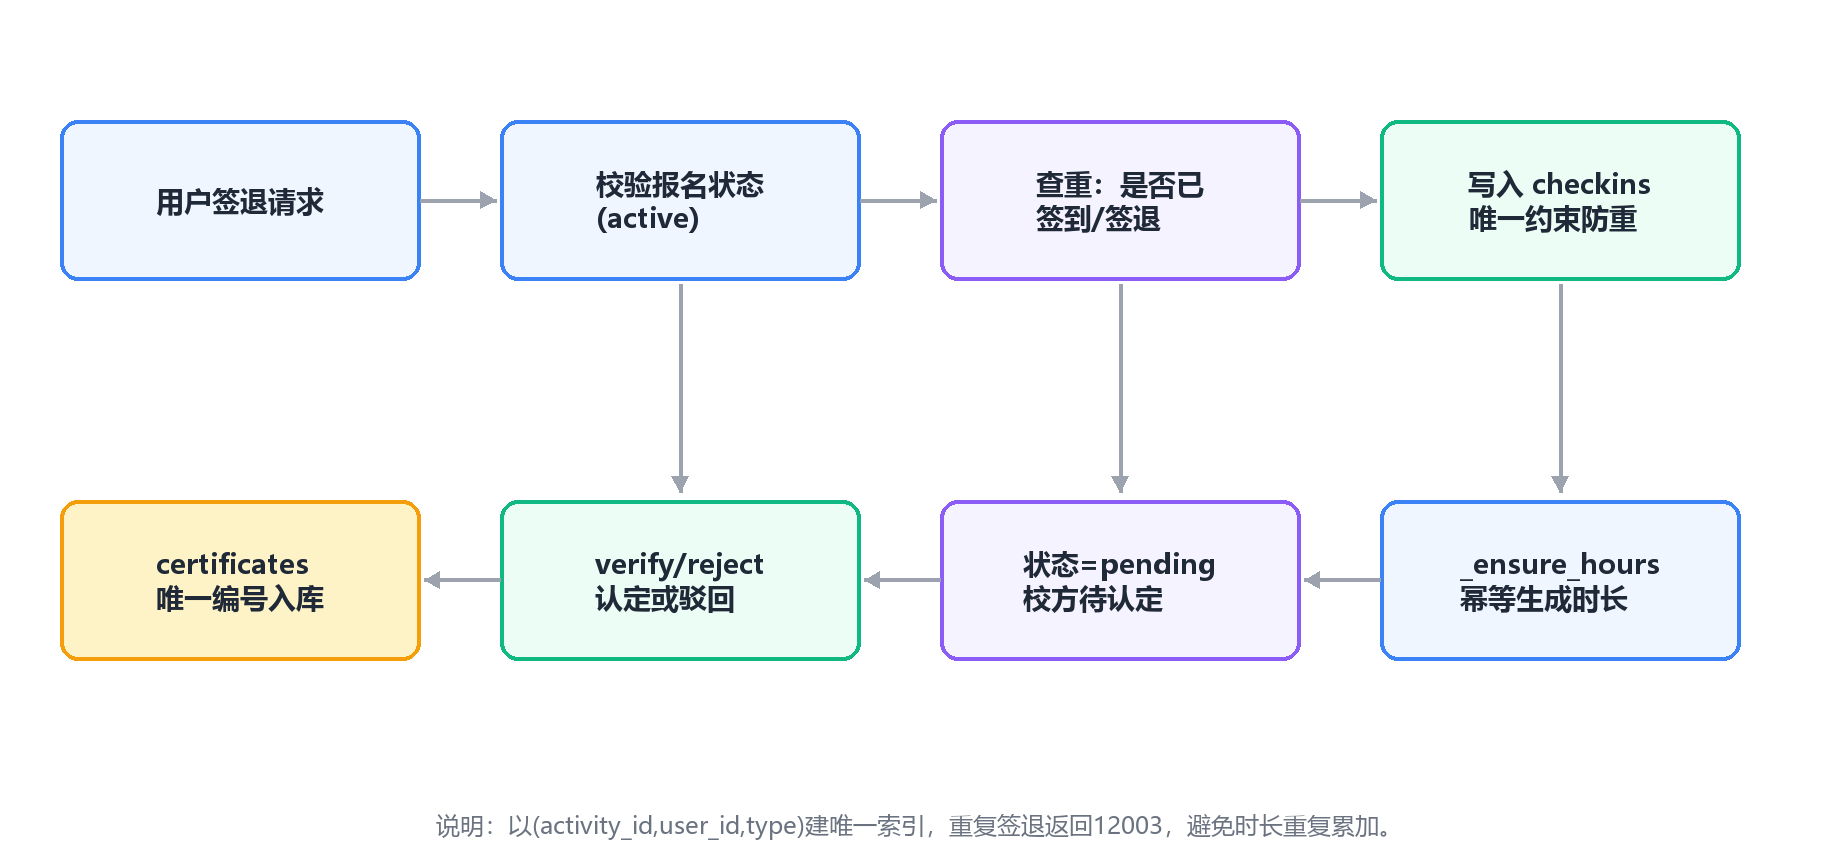 用户签退请求
校验报名状态
(active)
查重：是否已
签到/签退
写入 checkins
唯一约束防重
certificates
唯一编号入库
verify/reject
认定或驳回
状态=pending
校方待认定
_ensure_hours
幂等生成时长
说明：以(activity_id,user_id,type)建唯一索引，重复签退返回12003，避免时长重复累加。